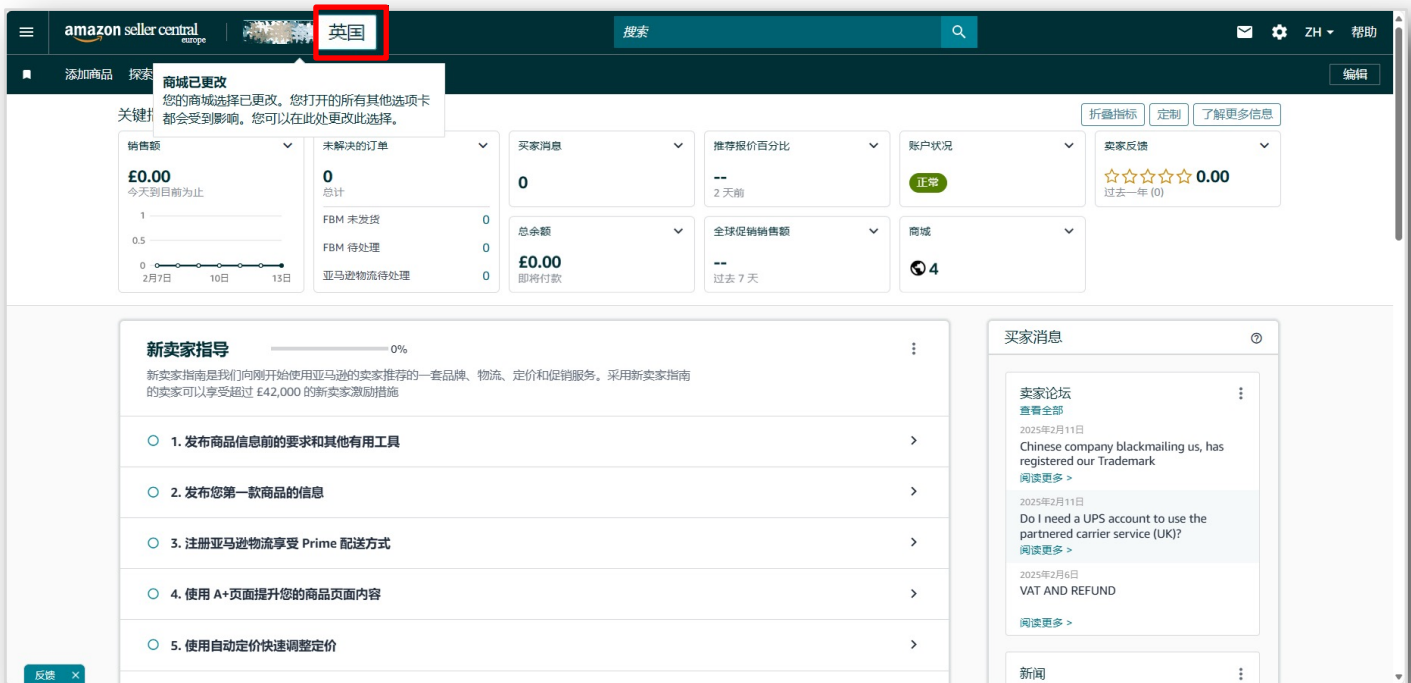 amazon seller central
europe
英国
搜索
ZH
帮助
添加商品 探索
编辑
商城已更改
您的商城选择已更改。您打开的所有其他选项卡
都会受到影响。您可以在此处更改此选择。
关键
折叠指标
定制
了解更多信息
销售额
£0.00
今天到目前为止
1
0.5
0
2月7日 10日 13日
未解决的订单
0
总计
FBM 未发货 0
FBM 待处理 0
亚马逊物流待处理 0
买家消息
0
推荐报价百分比
--
2 天前
账户状况
正常
卖家反馈
0.00
过去一年 (0)
总余额
£0.00
即将付款
全球促销销售额
--
过去 7 天
商城
4
新卖家指导
0%
新卖家指南是我们向刚开始使用亚马逊的卖家推荐的一套品牌、物流、定价和促销服务。采用新卖家指南
的卖家可以享受超过 £42,000 的新卖家激励措施
1. 发布商品信息前的要求和其他有用工具
2. 发布您第一款商品的信息
3. 注册亚马逊物流享受 Prime 配送方式
4. 使用 A+页面提升您的商品页面内容
5. 使用自动定价快速调整定价
买家消息
卖家论坛
查看全部
2025年2月11日
Chinese company blackmailing us, has
registered our Trademark
阅读更多 >
2025年2月11日
Do I need a UPS account to use the
partnered carrier service (UK)?
阅读更多 >
2025年2月6日
VAT AND REFUND
阅读更多 >
新闻
反馈 ×